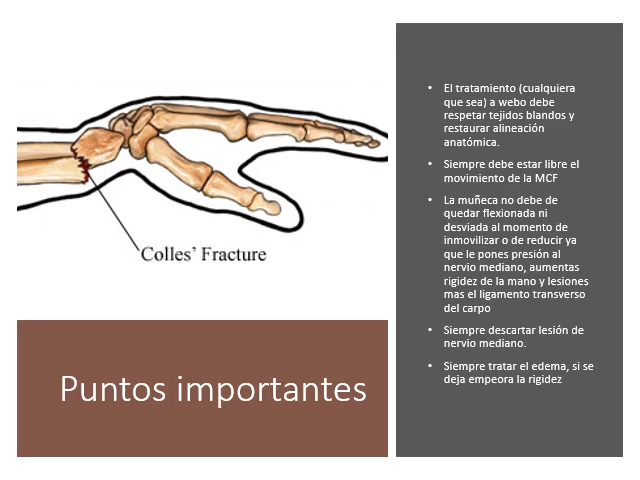 Colles' Fracture
Puntos importantes
• El tratamiento (cualquiera
que sea) a webo debe
respetar tejidos blandos y
restaurar alineación
anatómica.
• Siempre debe estar libre el
movimiento de la MCF
• La muñeca no debe de
quedar flexionada ni
desviada al momento de
inmovilizar o de reducir ya
que le pones presión al
nervio mediano, aumentas
rigidez de la mano y lesiones
mas el ligamento transverso
del carpo
• Siempre descartar lesión de
nervio mediano.
• Siempre tratar el edema, si se
deja empeora la rigidez